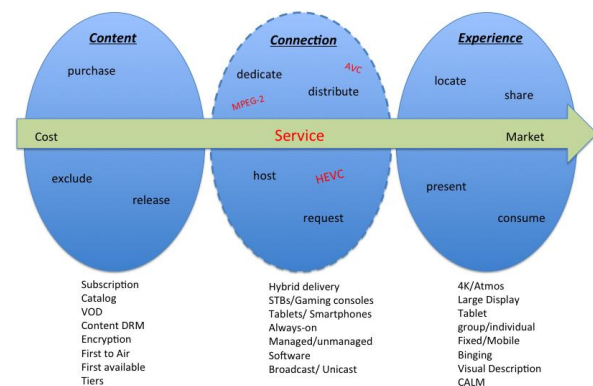 Content
purchase
exclude
release
Connection
dedicate
AVC
distribute
MPEG-2
host
HEVC
request
Experience
locate
share
present
consume
Cost
Service
Market
Subscription
Catalog
VOD
Content DRM
Encryption
First to Air
First available
Tiers
Hybrid delivery
STBs/Gaming consoles
Tablets/ Smartphones
Always-on
Managed/unmanaged
Software
Broadcast/ Unicast
4K/Atmos
Large Display
Tablet
group/individual
Fixed/Mobile
Binging
Visual Description
CALM